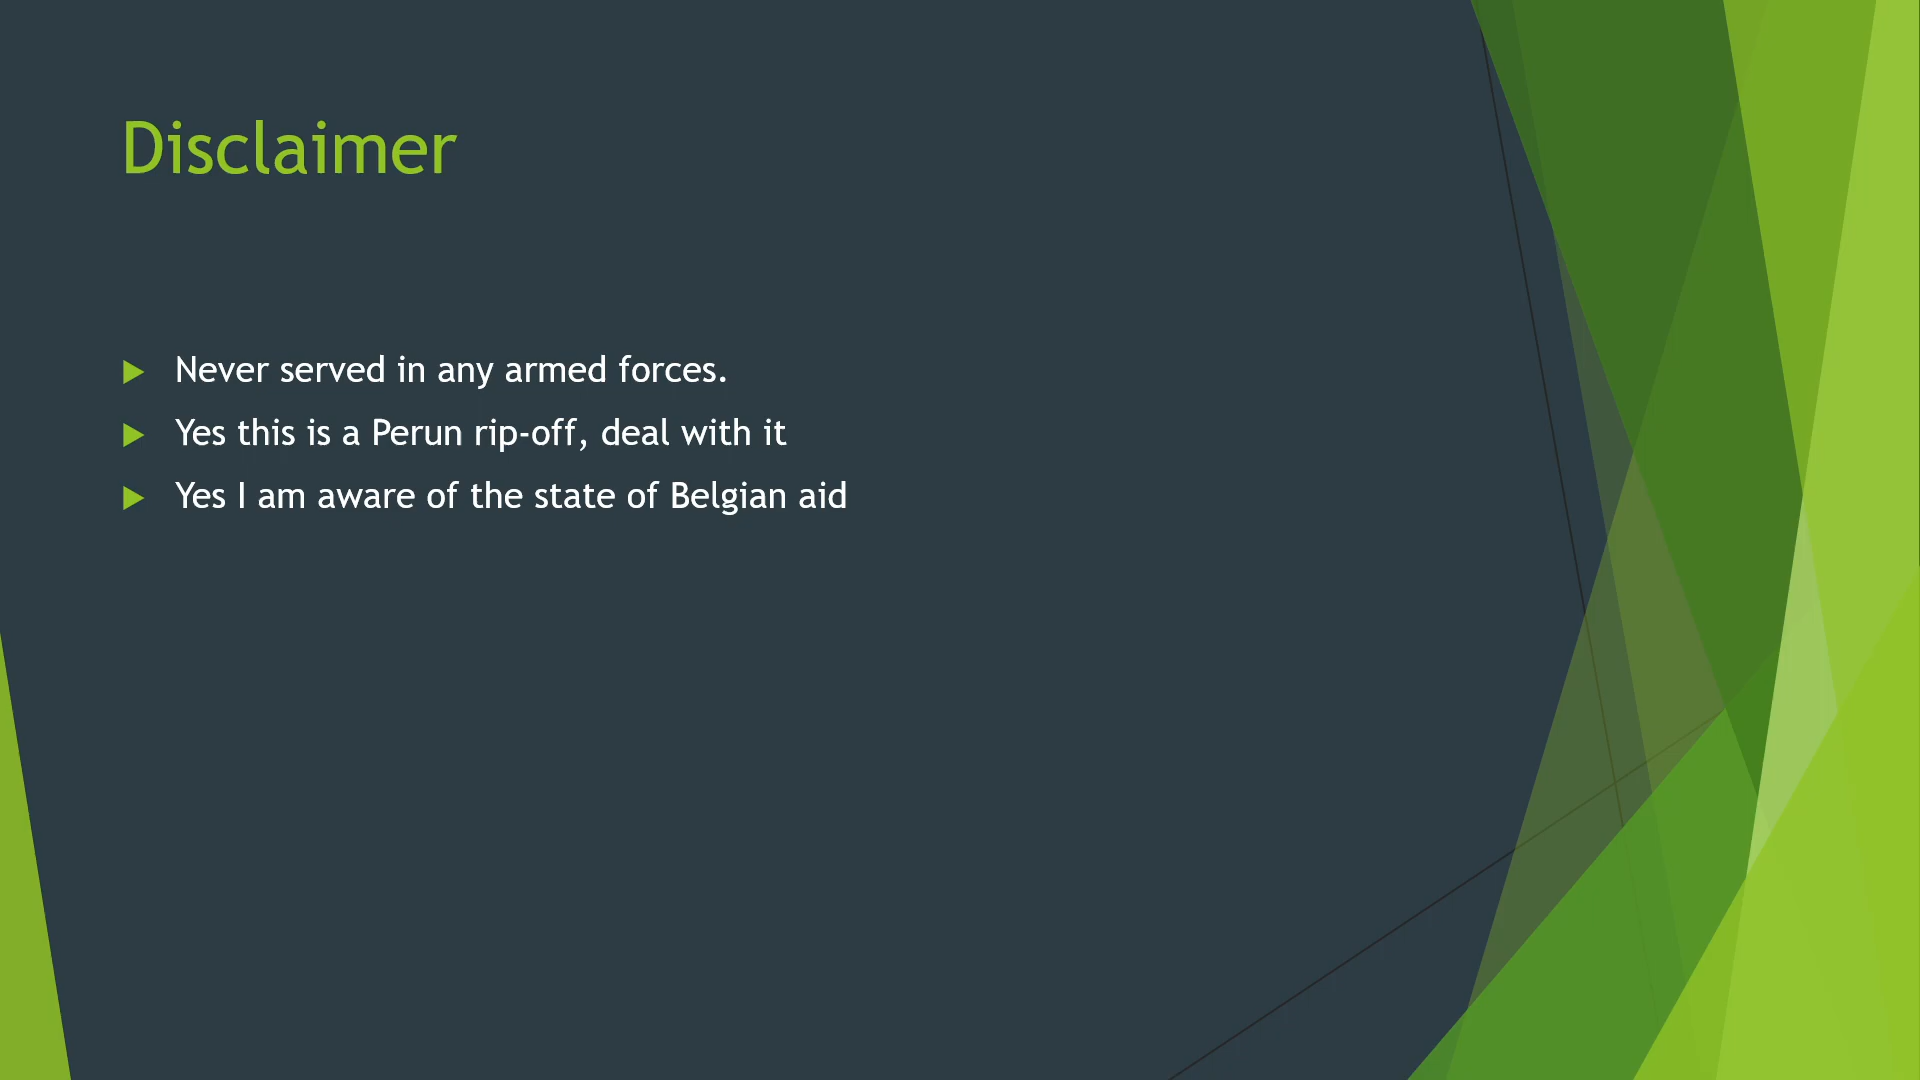 Disclaimer
Never served in any armed forces.
Yes this is a Perun rip-off, deal with it
Yes I am aware of the state of Belgian aid